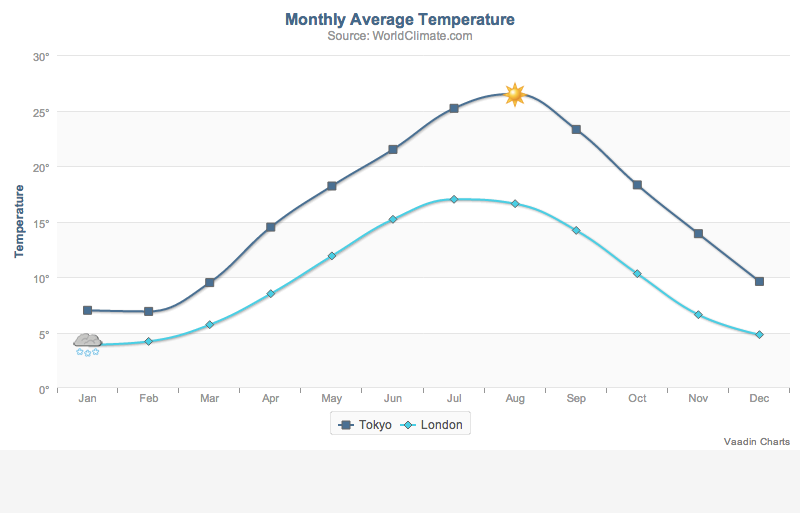 Monthly Average Temperature
Source: WorldClimate.com
Temperature
30°
25°
20°
15°
10°
5°
0°
Jan Feb Mar Apr May Jun Jul Aug Sep Oct Nov Dec
Tokyo London
Vaadin Charts